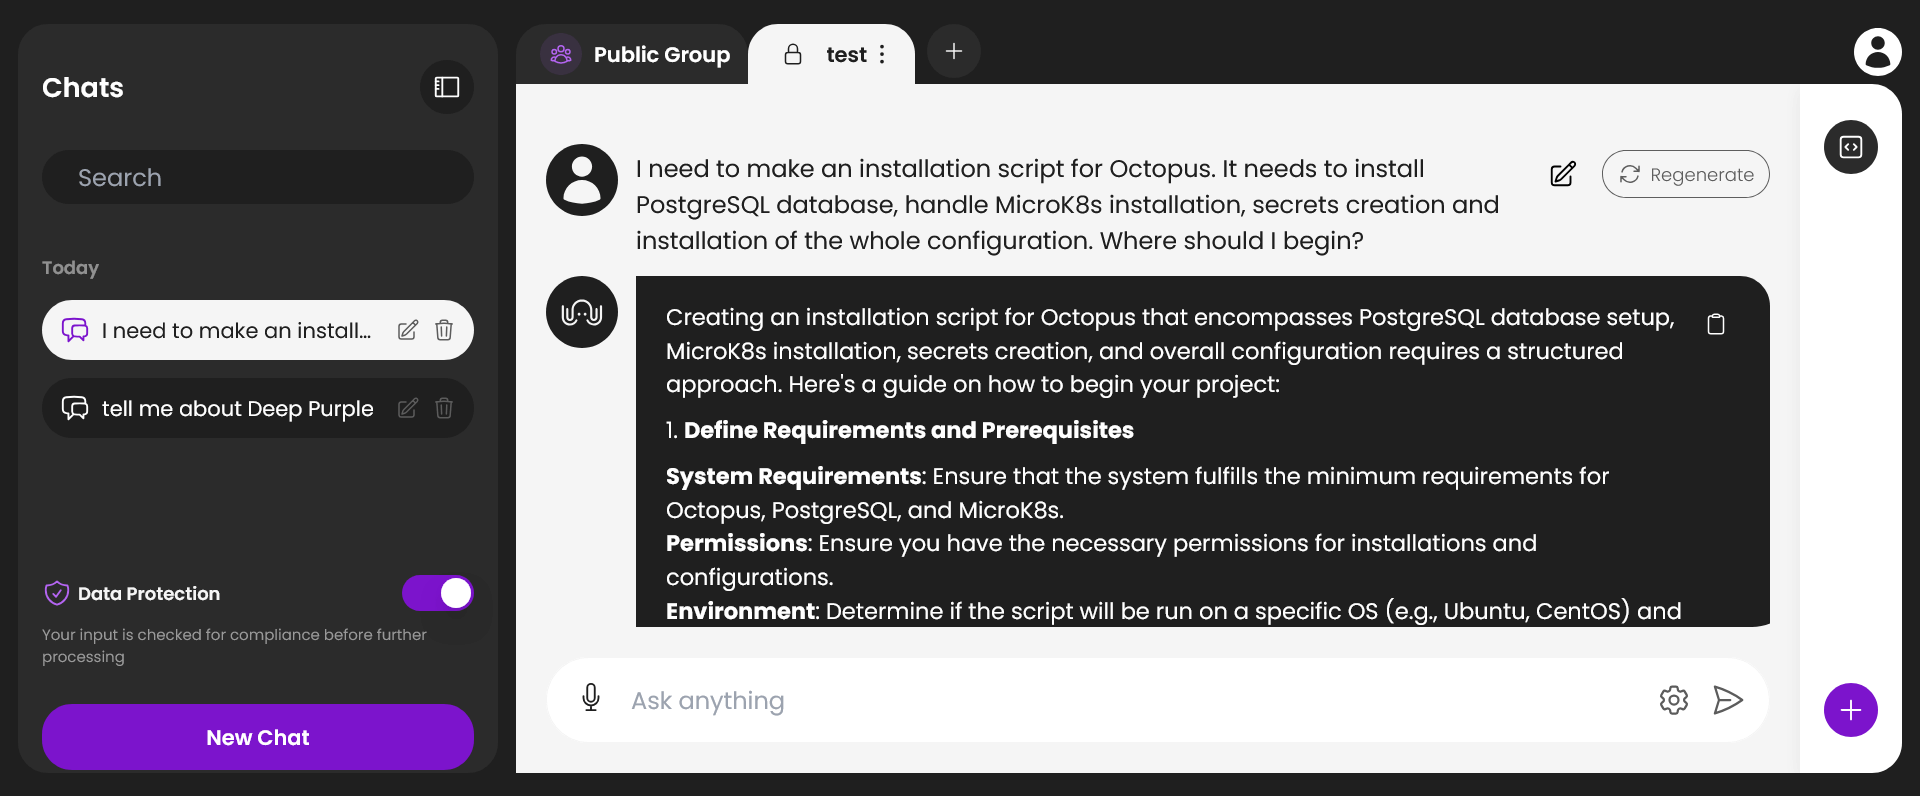 Chats
Search
Today
I need to make an install...
tell me about Deep Purple
Data Protection
Your input is checked for compliance before further
processing
New Chat
Public Group
test
I need to make an installation script for Octopus. It needs to install
PostgreSQL database, handle MicroK8s installation, secrets creation and
installation of the whole configuration. Where should I begin?
Regenerate
Creating an installation script for Octopus that encompasses PostgreSQL database setup,
MicroK8s installation, secrets creation, and overall configuration requires a structured
approach. Here's a guide on how to begin your project:
1. Define Requirements and Prerequisites
System Requirements: Ensure that the system fulfills the minimum requirements for
Octopus, PostgreSQL, and MicroK8s.
Permissions: Ensure you have the necessary permissions for installations and
configurations.
Environment: Determine if the script will be run on a specific OS (e.g., Ubuntu, CentOS) and
Ask anything